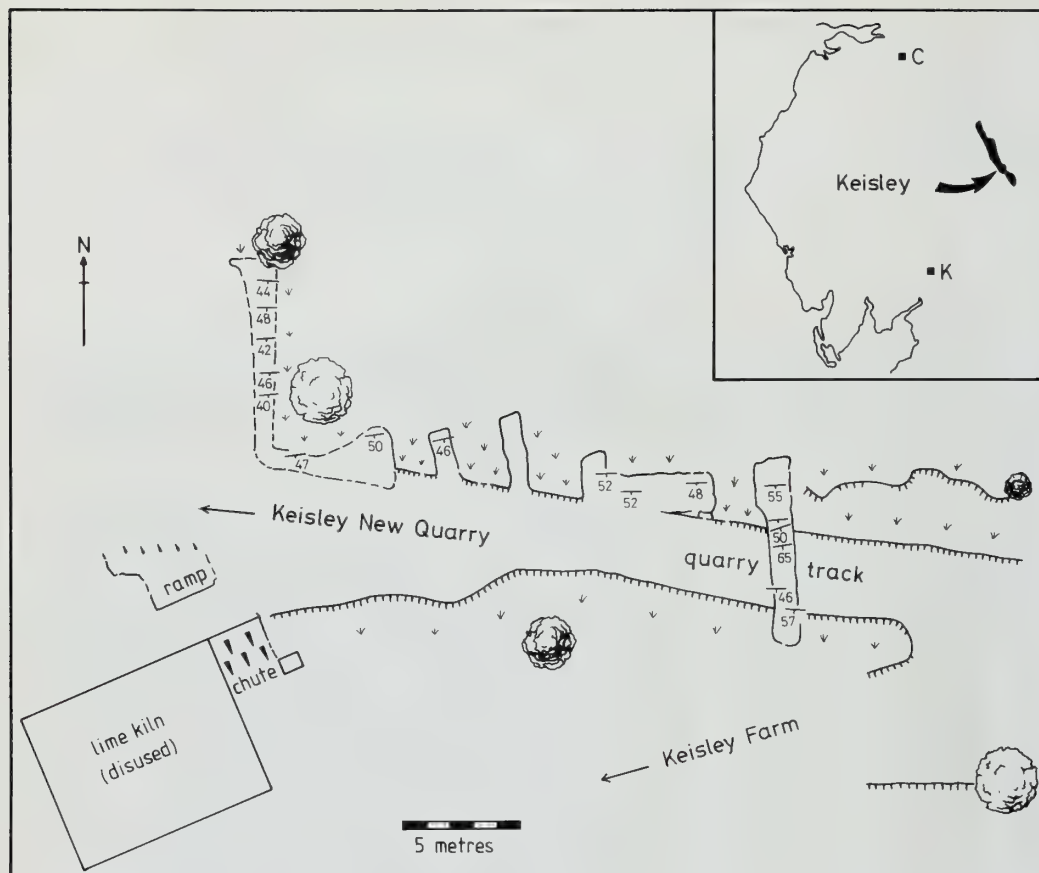 C
Keisley
K
N
44
48
42
46
40
47
50
46
52
52
48
55
50
65
46
57
Keisley New Quarry
quarry track
ramp
chute
lime kiln
(disused)
Keisley Farm
5 metres